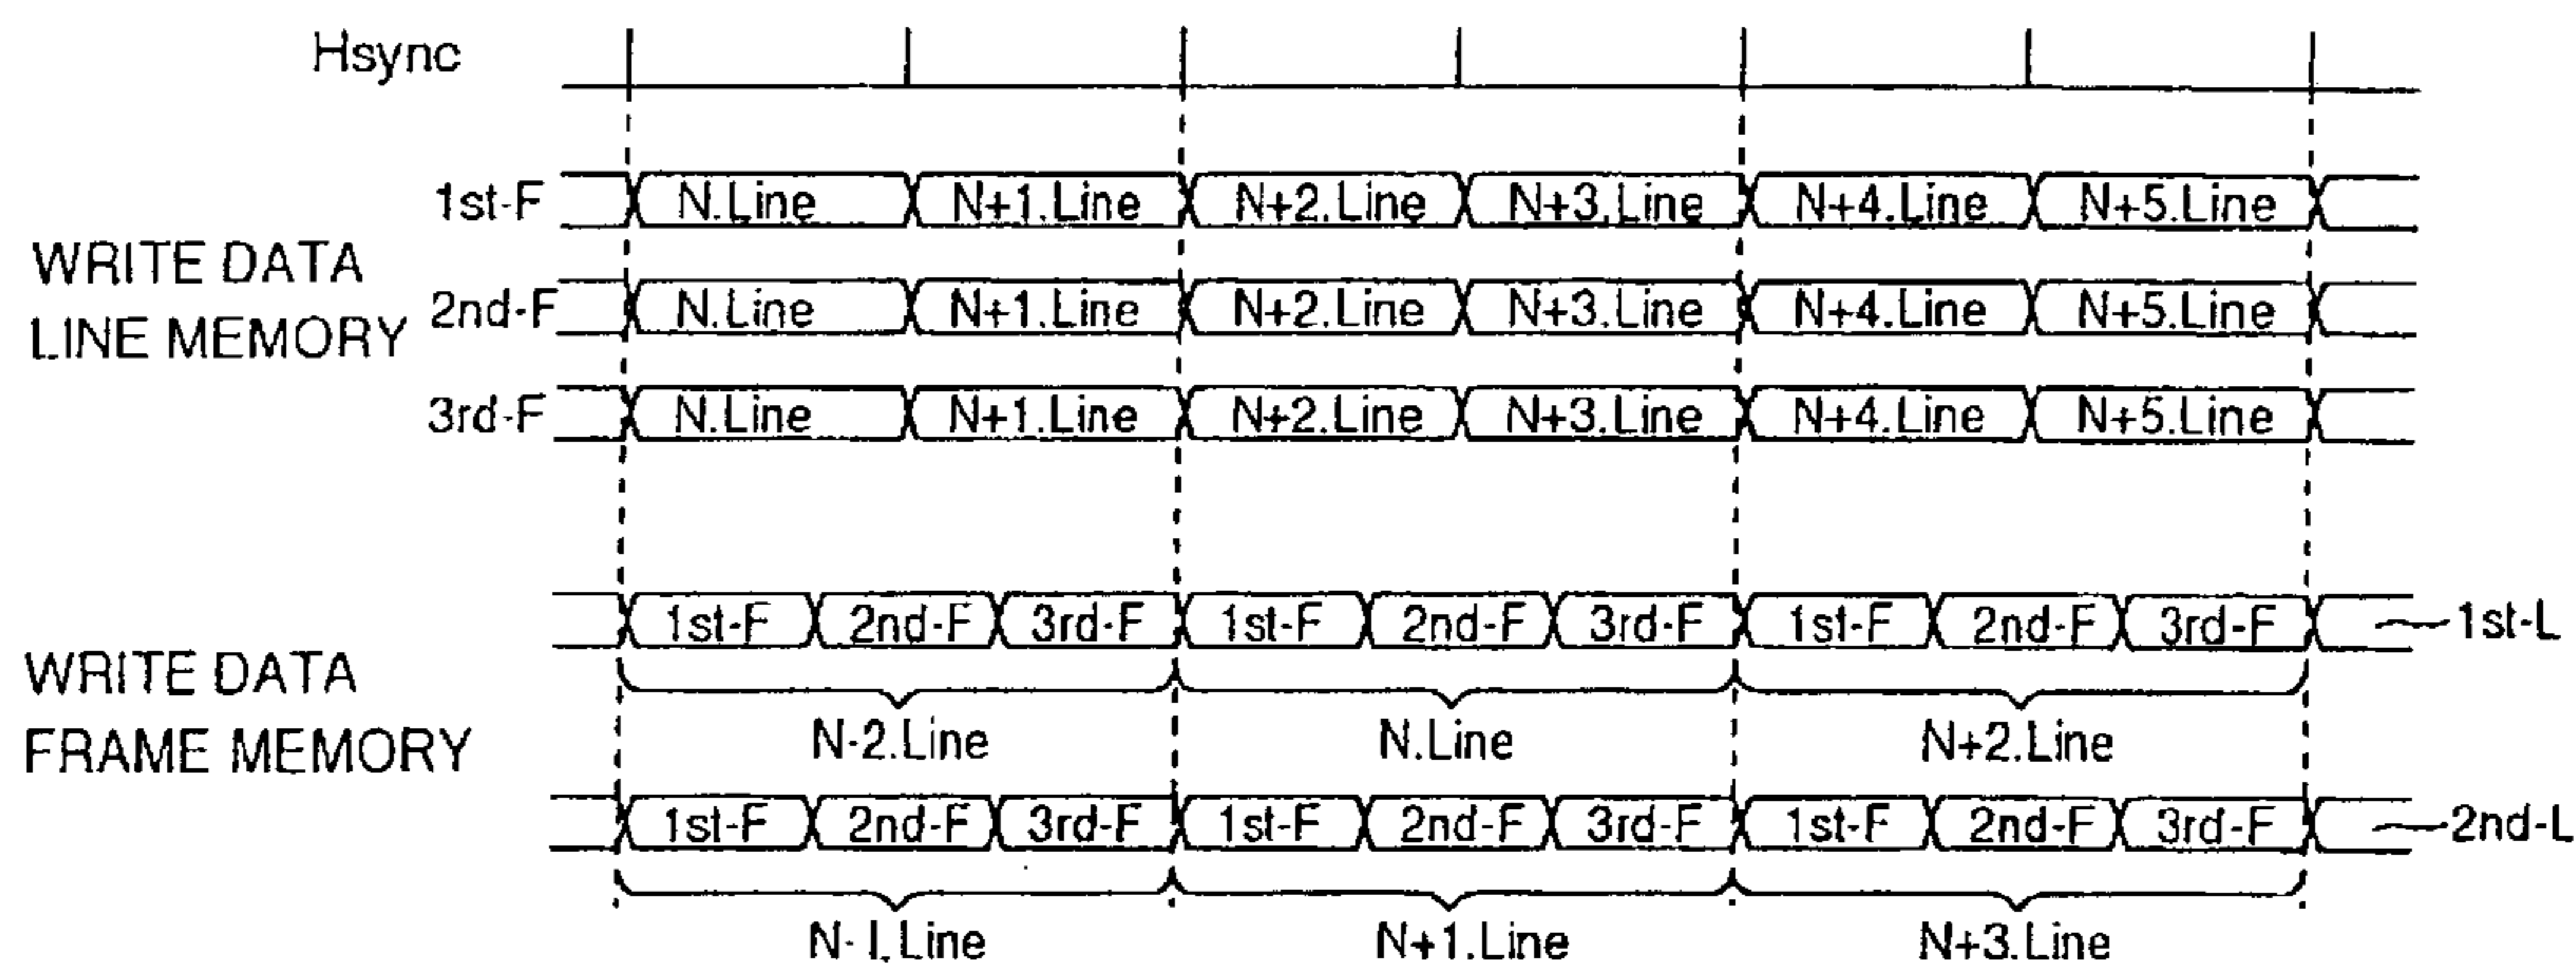 Hsync
1st-F N.Line N+1.Line N+2.Line N+3.Line N+4.Line N+5.Line
WRITE DATA
LINE MEMORY
2nd-F N.Line N+1.Line N+2.Line N+3.Line N+4.Line N+5.Line
3rd-F N.Line N+1.Line N+2.Line N+3.Line N+4.Line N+5.Line
1st-F 2nd-F 3rd-F 1st-F 2nd-F 3rd-F 1st-F 2nd-F 3rd-F 1st-L
WRITE DATA
FRAME MEMORY
N-2.Line N.Line N+2.Line
1st-F 2nd-F 3rd-F 1st-F 2nd-F 3rd-F 1st-F 2nd-F 3rd-F 2nd-L
N-1.Line N+1.Line N+3.Line